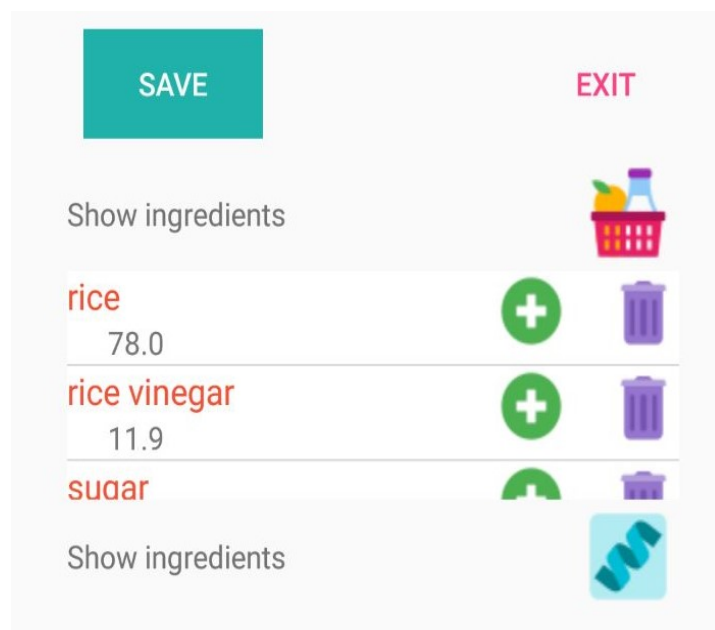 SAVE
EXIT
Show ingredients
rice
78.0
rice vinegar
11.9
sugar
Show ingredients